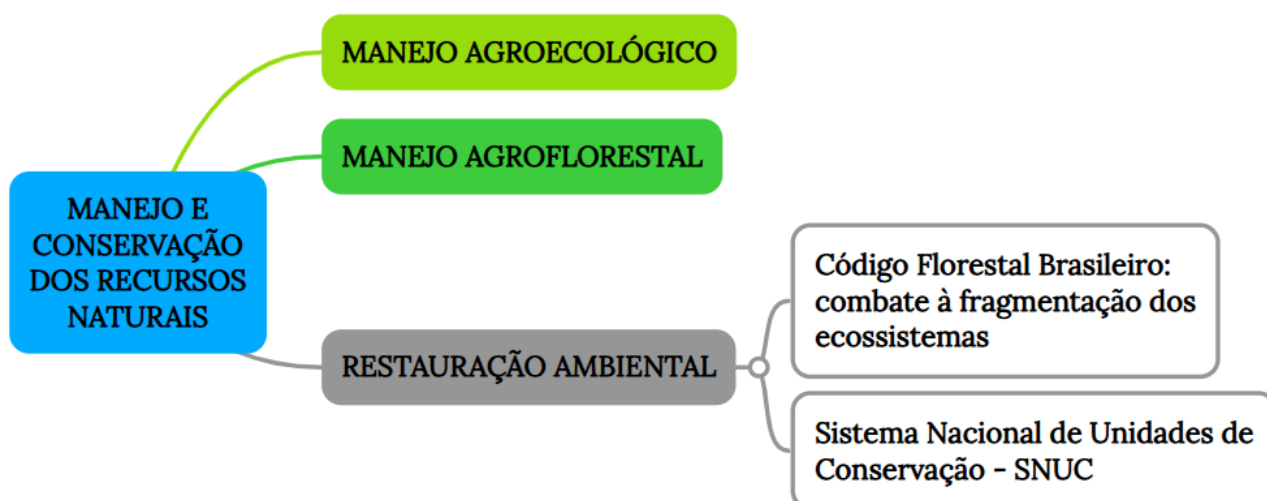 MANEJO AGROECOLÓGICO
MANEJO AGROFLORESTAL
MANEJO E
CONSERVAÇÃO
DOS RECURSOS
NATURAIS
RESTAURAÇÃO AMBIENTAL
Código Florestal Brasileiro:
combate à fragmentação dos
ecossistemas
Sistema Nacional de Unidades de
Conservação - SNUC